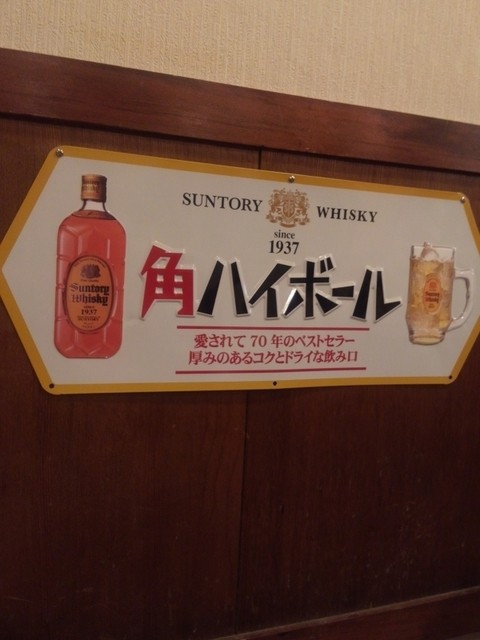 SUNTORY WHISKY
since
1937
角ハイボール
愛されて70年のベストセラー
厚みのあるコクとドライな飲み口
Suntory
Whisky
1937